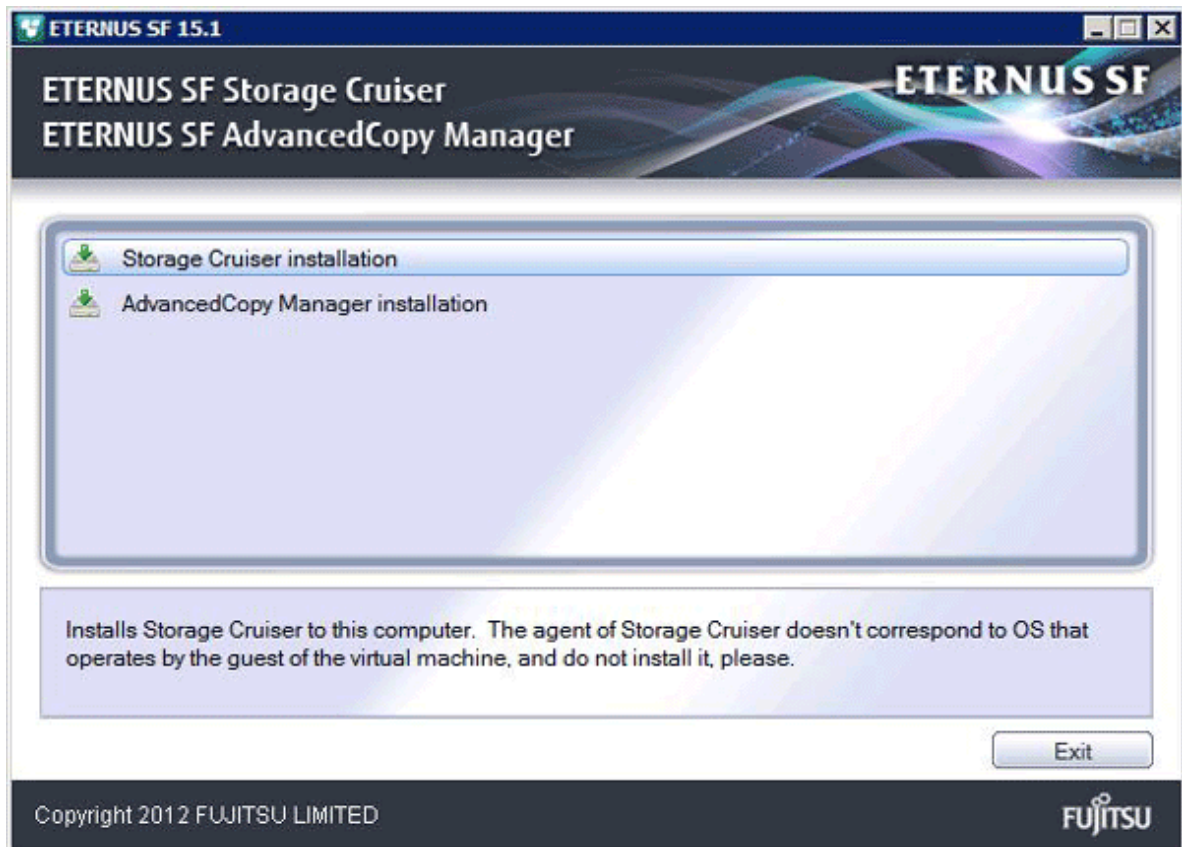 ETERNUS SF 15.1
ETERNUS SF Storage Cruiser
ETERNUS SF AdvancedCopy Manager
ETERNUS SF
Storage Cruiser installation
AdvancedCopy Manager installation
Installs Storage Cruiser to this computer.  The agent of Storage Cruiser doesn't correspond to OS that
operates by the guest of the virtual machine, and do not install it, please.
Exit
Copyright 2012 FUJITSU LIMITED
FUJITSU